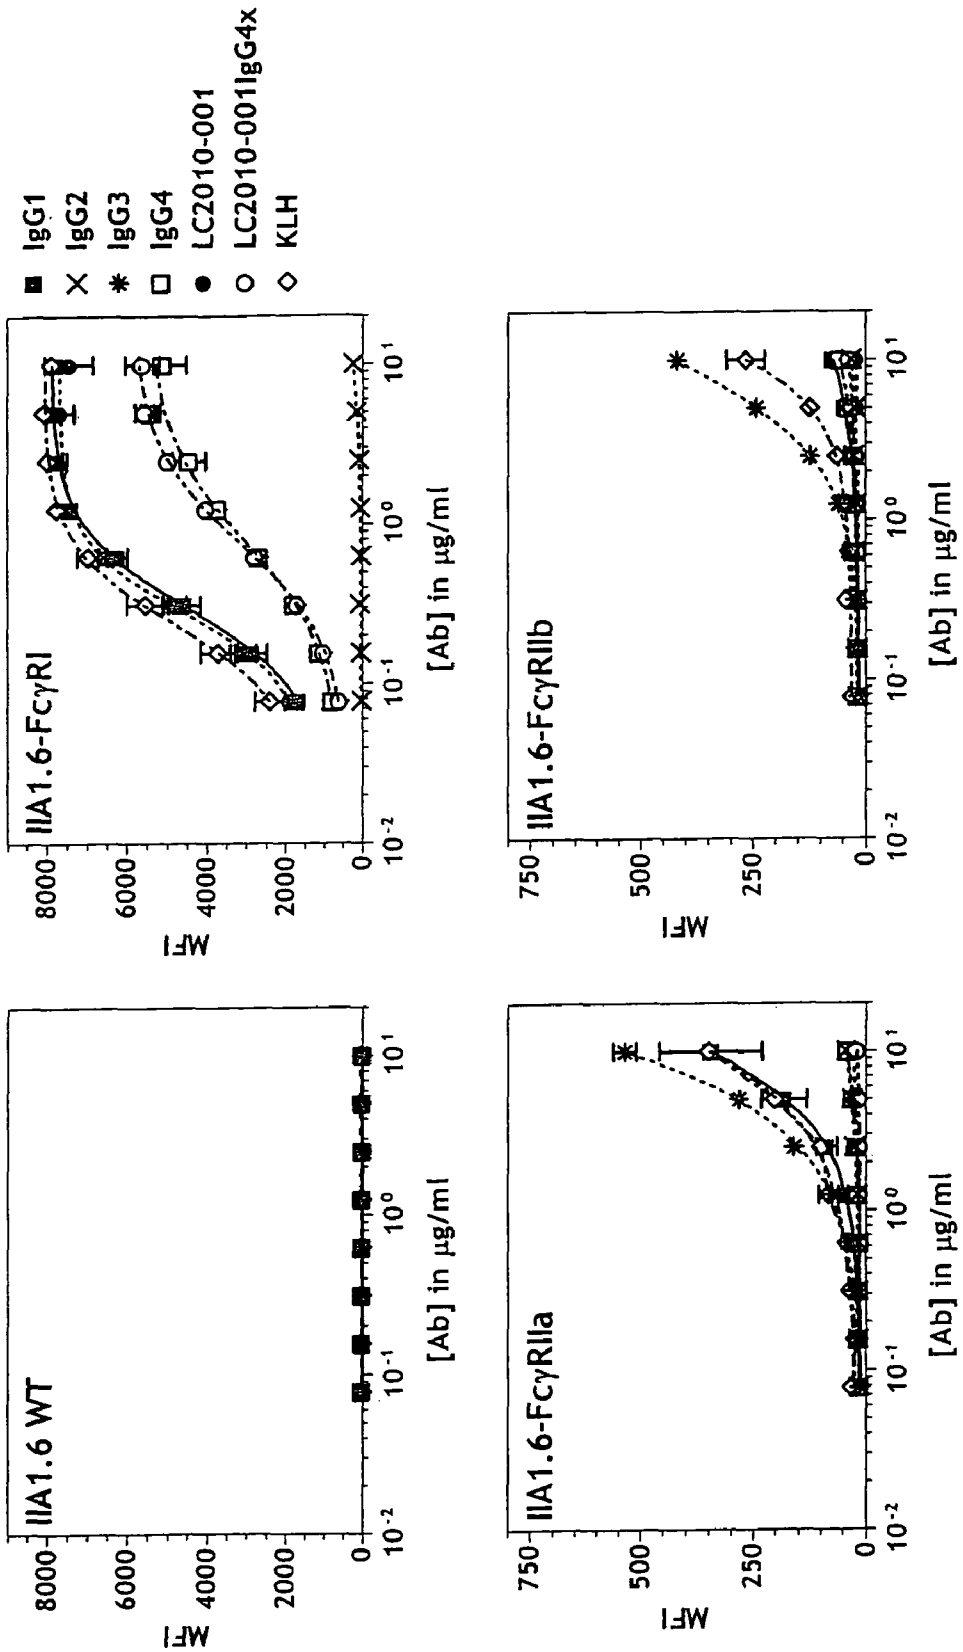 IIA1.6 WT
8000
6000
4000
2000
0
MFI
10-2
10-1
100
101
[Ab] in µg/ml
IIA1.6-FcγRI
8000
6000
4000
2000
0
MFI
10-2
10-1
100
101
[Ab] in µg/ml
IgG1
IgG2
IgG3
IgG4
LC2010-001
LC2010-001IgG4x
KLH
IIA1.6-FcγRIIa
750
500
250
0
MFI
10-2
10-1
100
101
[Ab] in µg/ml
IIA1.6-FcγRIIb
750
500
250
0
MFI
10-2
10-1
100
101
[Ab] in µg/ml